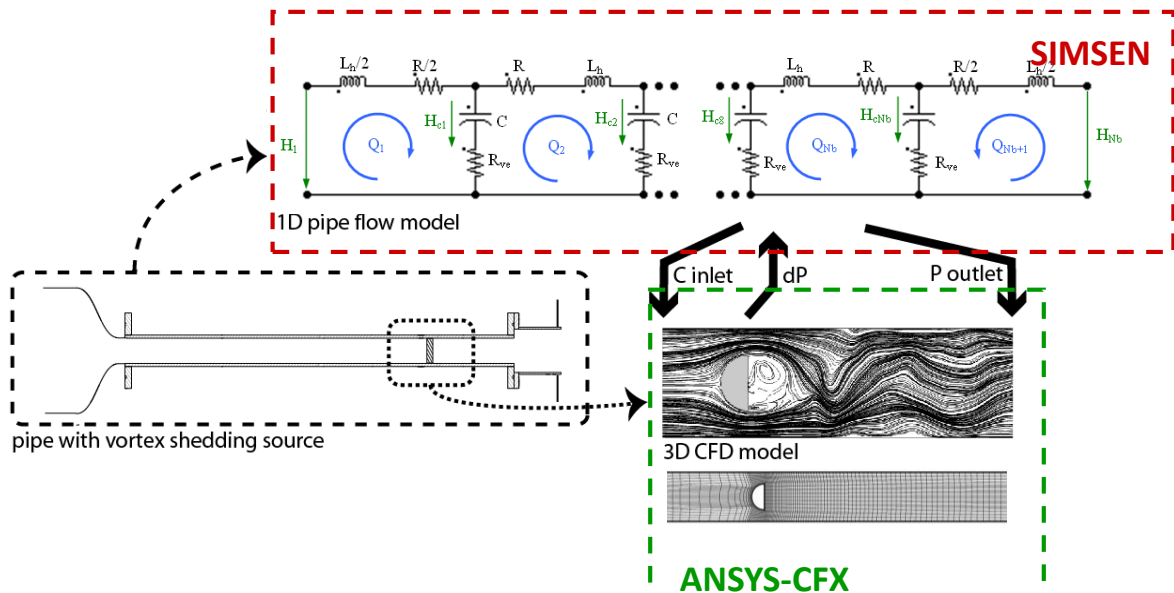 SIMSEN
Lh/2 R/2 R Lh Lh R R/2 Lh/2
H1 Q1 Hc1 C Q2 Hc2 C Hc2 QNb HcNb QNb+1 HNb
Rve Rve Rve Rve
1D pipe flow model
C inlet dP P outlet
pipe with vortex shedding source
3D CFD model
ANSYS-CFX